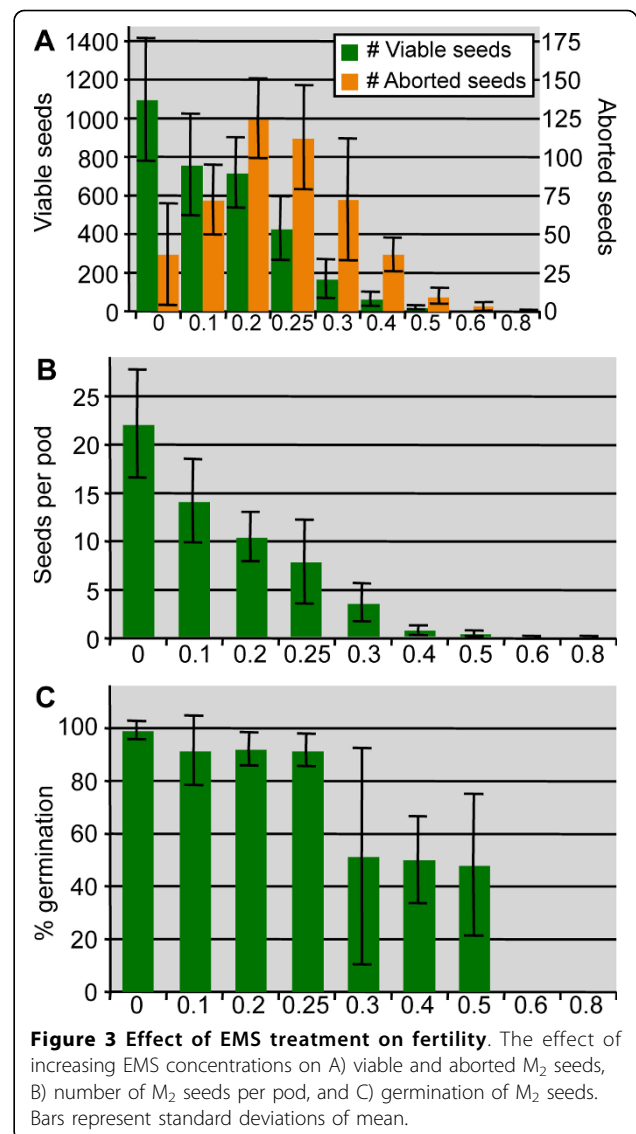 A
# Viable seeds
# Aborted seeds
Viable seeds
Aborted seeds
1400
1200
1000
800
600
400
200
0
175
150
125
100
75
50
25
0
0 0.1 0.2 0.25 0.3 0.4 0.5 0.6 0.8
B
Seeds per pod
25
20
15
10
5
0
0 0.1 0.2 0.25 0.3 0.4 0.5 0.6 0.8
C
% germination
100
80
60
40
20
0
0 0.1 0.2 0.25 0.3 0.4 0.5 0.6 0.8
Figure 3 Effect of EMS treatment on fertility. The effect of
increasing EMS concentrations on A) viable and aborted M₂ seeds,
B) number of M₂ seeds per pod, and C) germination of M₂ seeds.
Bars represent standard deviations of mean.